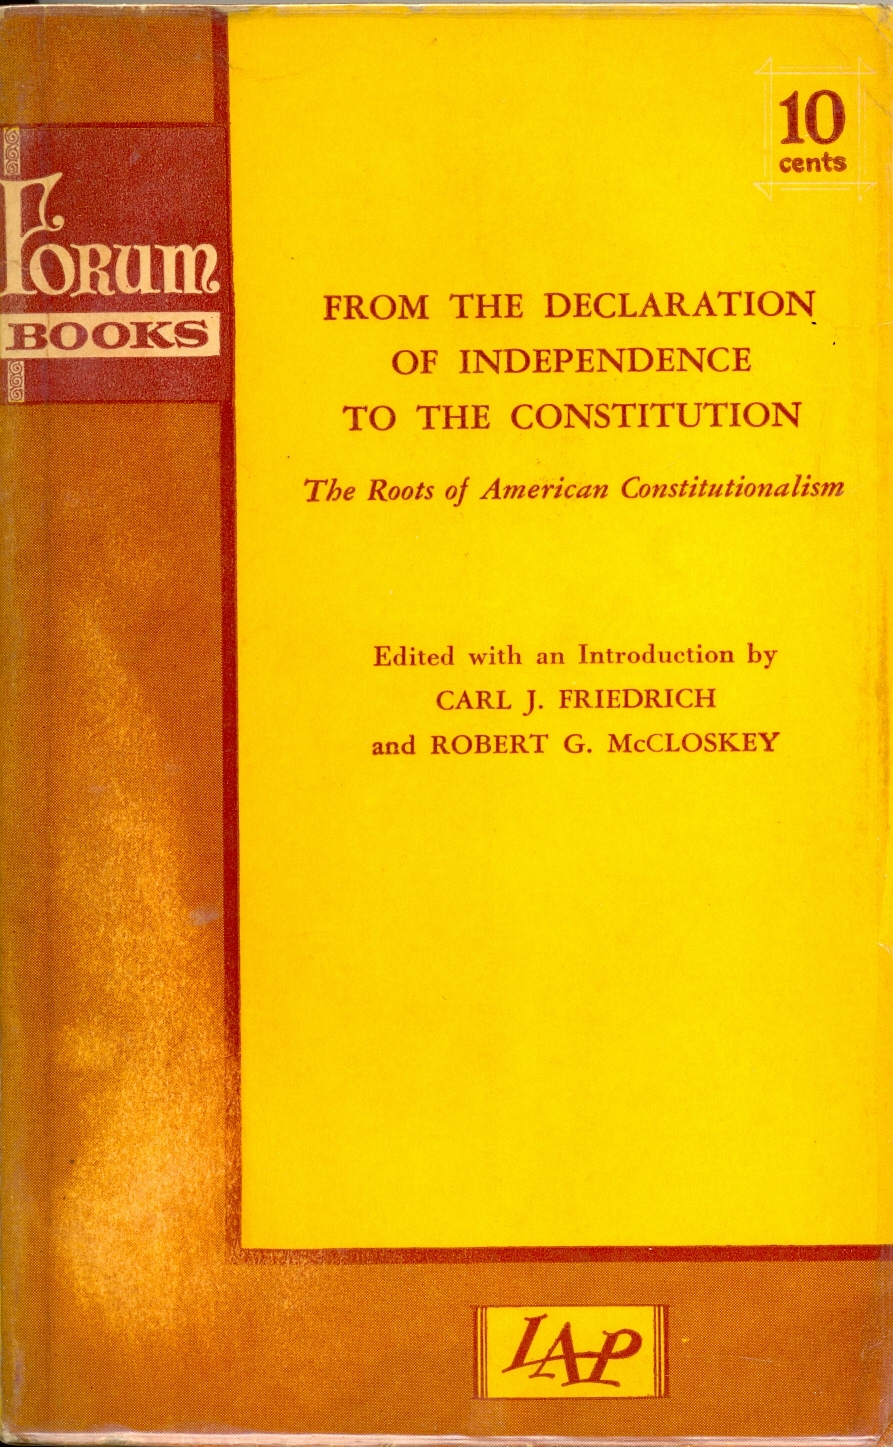 10
cents
FORUM
BOOKS
FROM THE DECLARATION
OF INDEPENDENCE
TO THE CONSTITUTION
The Roots of American Constitutionalism
Edited with an Introduction by
CARL J. FRIEDRICH
and ROBERT G. McCLOSKEY
LAP